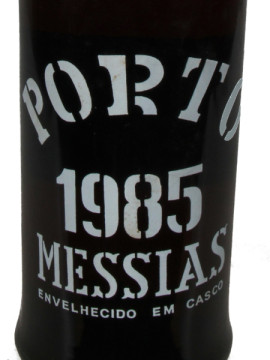 PORTO
1985
MESSIAS
ENVELHECIDO EM CASCO